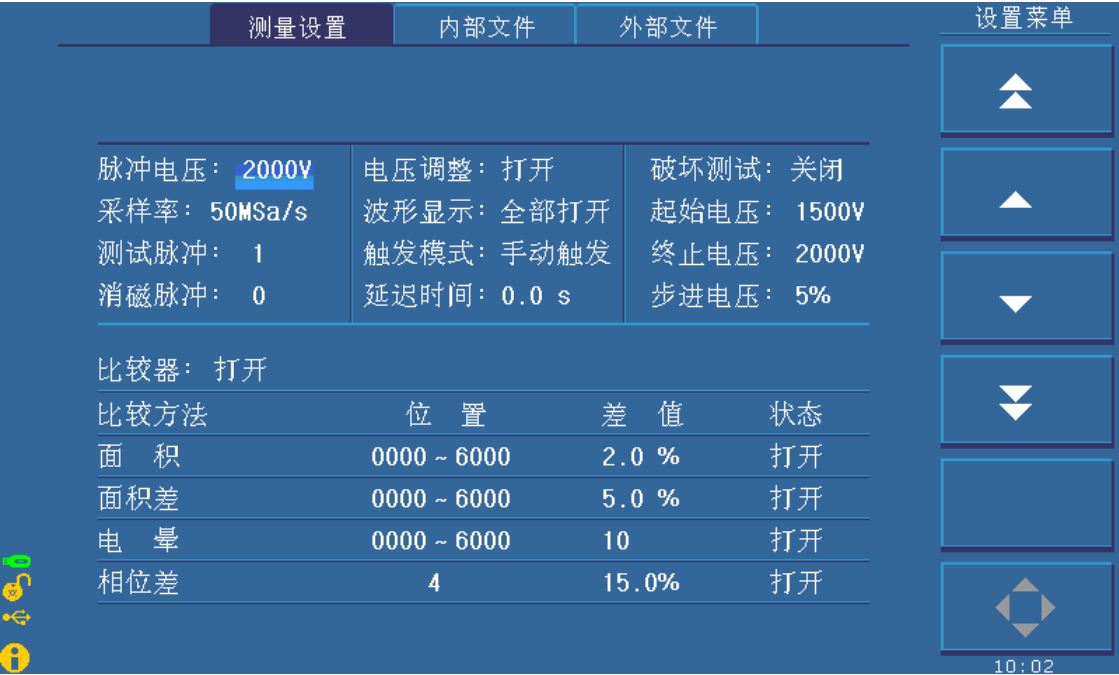 测量设置 内部文件 外部文件 设置菜单
脉冲电压： 2000V 电压调整：打开 破坏测试：关闭
采样率：50MSa/s 波形显示：全部打开 起始电压： 1500V
测试脉冲： 1 触发模式：手动触发 终止电压： 2000V
消磁脉冲： 0 延迟时间：0.0 s 步进电压： 5%
比较器： 打开
比较方法 位 置 差 值 状态
面 积 0000 ~ 6000 2.0 % 打开
面积差 0000 ~ 6000 5.0 % 打开
电 晕 0000 ~ 6000 10 打开
相位差 4 15.0% 打开
10:02